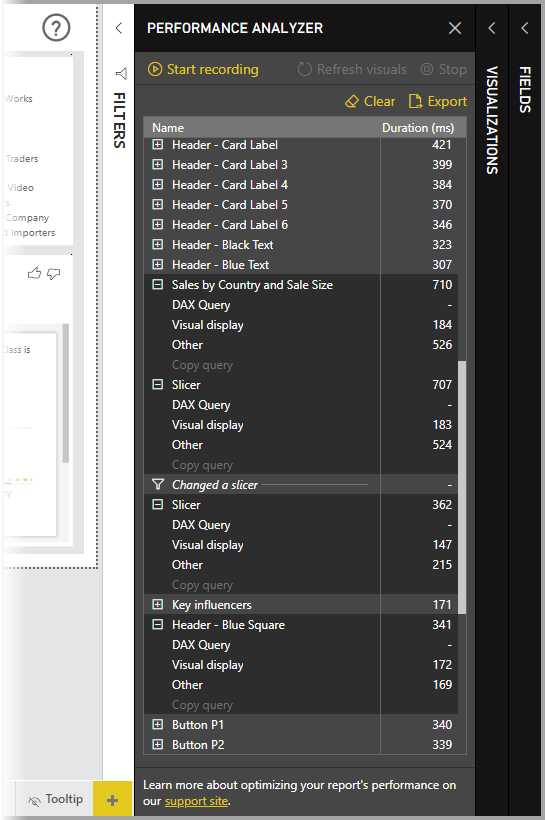 Works
Traders
Video
Company
Importers
lass is
FILTERS
PERFORMANCE ANALYZER
Start recording
Refresh visuals
Stop
Clear
Export
Name Duration (ms)
Header - Card Label 421
Header - Card Label 3 399
Header - Card Label 4 384
Header - Card Label 5 370
Header - Card Label 6 346
Header - Black Text 323
Header - Blue Text 307
Sales by Country and Sale Size 710
DAX Query -
Visual display 184
Other 526
Copy query
Slicer 707
DAX Query -
Visual display 183
Other 524
Copy query
Changed a slicer -
Slicer 362
DAX Query -
Visual display 147
Other 215
Copy query
Key influencers 171
Header - Blue Square 341
DAX Query -
Visual display 172
Other 169
Copy query
Button P1 340
Button P2 339
Learn more about optimizing your report's performance on
our support site.
VISUALIZATIONS
FIELDS
Tooltip